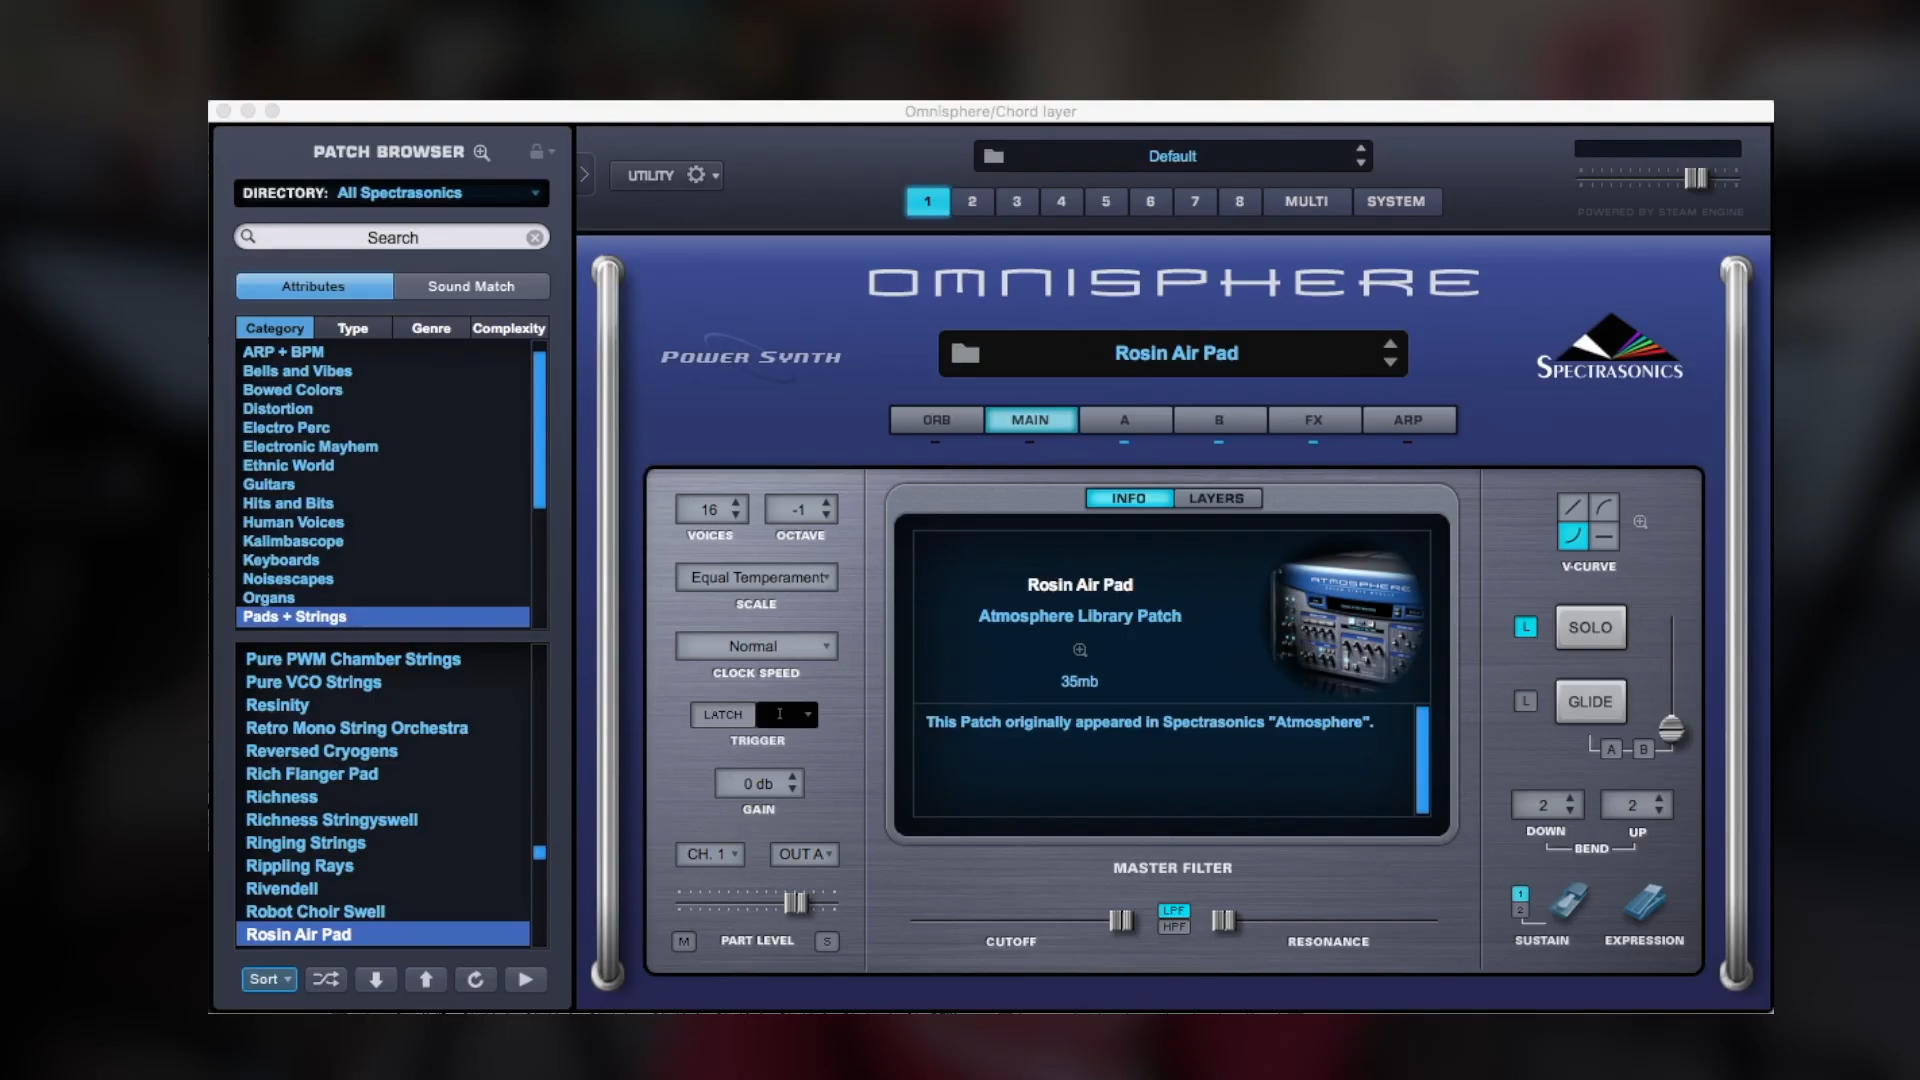 Omnisphere/Chord layer
PATCH BROWSER
DIRECTORY: All Spectrasonics
Search
Attributes
Sound Match
Category
Type
Genre
Complexity
ARP + BPM
Bells and Vibes
Bowed Colors
Distortion
Electro Perc
Electronic Mayhem
Ethnic World
Guitars
Hits and Bits
Human Voices
Kalimbascope
Keyboards
Noisescapes
Organs
Pads + Strings
Pure PWM Chamber Strings
Pure VCO Strings
Resinity
Retro Mono String Orchestra
Reversed Cryogens
Rich Flanger Pad
Richness
Richness Stringyswell
Ringing Strings
Rippling Rays
Rivendell
Robot Choir Swell
Rosin Air Pad
Sort
UTILITY
Default
1 2 3 4 5 6 7 8 MULTI SYSTEM
POWERED BY STEAM ENGINE
OMNISPHERE
POWER SYNTH
Rosin Air Pad
SPECTRASONICS
ORB MAIN A B FX ARP
16
VOICES
-1
OCTAVE
Equal Temperament
SCALE
Normal
CLOCK SPEED
LATCH
TRIGGER
0 db
GAIN
CH. 1
OUT A
M PART LEVEL S
INFO LAYERS
Rosin Air Pad
Atmosphere Library Patch
35mb
ATMOSPHERE
This Patch originally appeared in Spectrasonics "Atmosphere".
MASTER FILTER
LPF
HPF
CUTOFF
RESONANCE
V-CURVE
L SOLO
L GLIDE
A B
2 2
DOWN UP
BEND
1
2
SUSTAIN
EXPRESSION